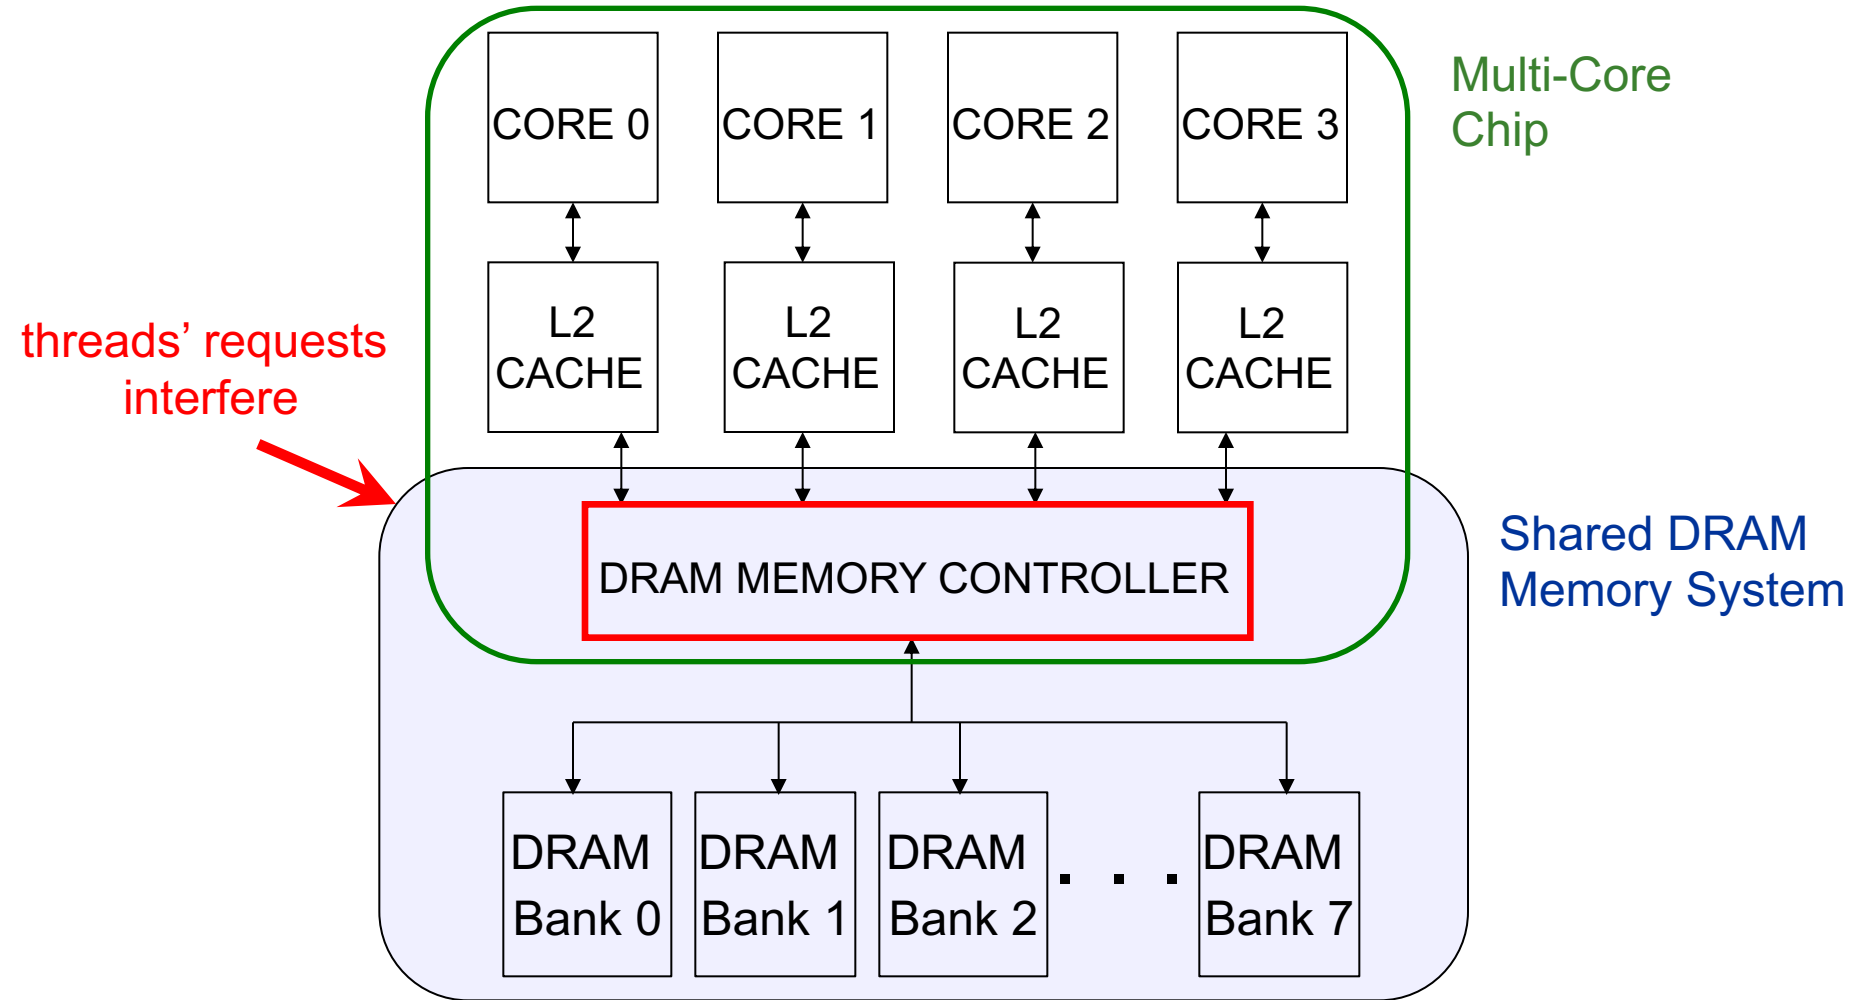 CORE 0
CORE 1
CORE 2
CORE 3
Multi-Core
Chip
L2
CACHE
L2
CACHE
L2
CACHE
L2
CACHE
threads’ requests
interfere
DRAM MEMORY CONTROLLER
Shared DRAM
Memory System
DRAM
Bank 0
DRAM
Bank 1
DRAM
Bank 2
. . .
DRAM
Bank 7